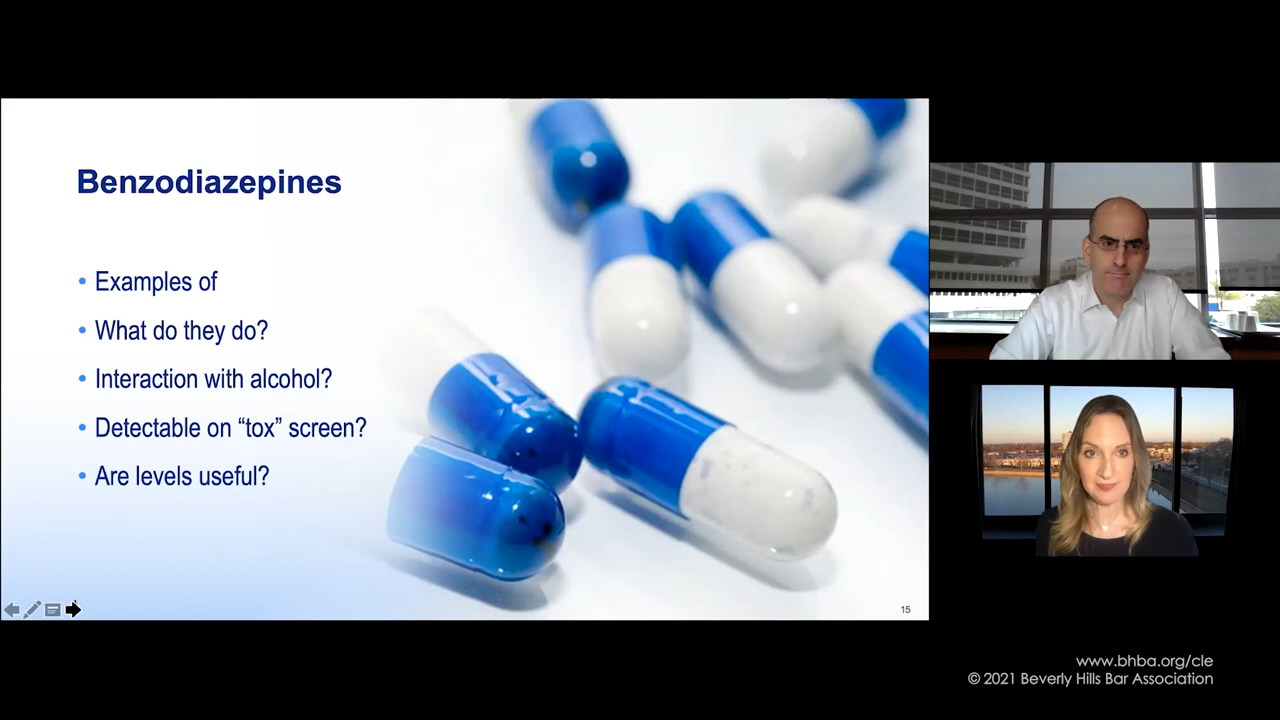 Benzodiazepines
• Examples of
• What do they do?
• Interaction with alcohol?
• Detectable on “tox” screen?
• Are levels useful?
15
www.bhba.org/cle
© 2021 Beverly Hills Bar Association